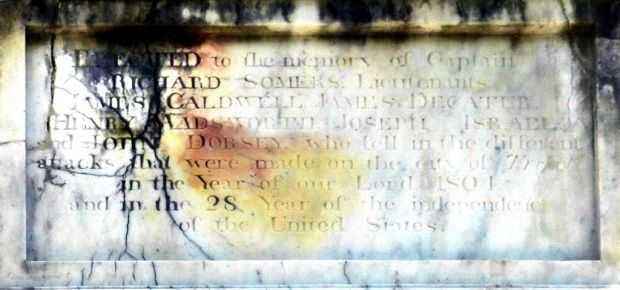 ERECTED to the memory of Captain
RICHARD SOMERS. Lieutenants
JAMES CALDWELL JAMES DECATUR
HENRY WADSWORTH JOSEPH ISRAEL
and JOHN DORSEY, who fell in the different
attacks that were made on the city of Tripoli
in the Year of our Lord 1804
and in the 28 Year of the independence
of the United States.